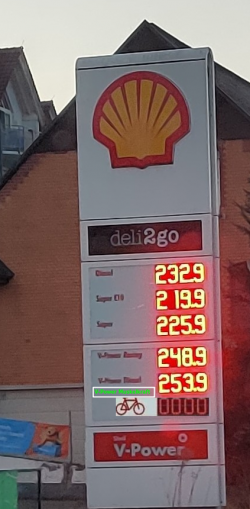 deli2go
Diesel 232.9
Super E10 219.9
Super 225.9
V-Power Racing 248.9
V-Power Diesel 253.9
0000
Shell
V-Power